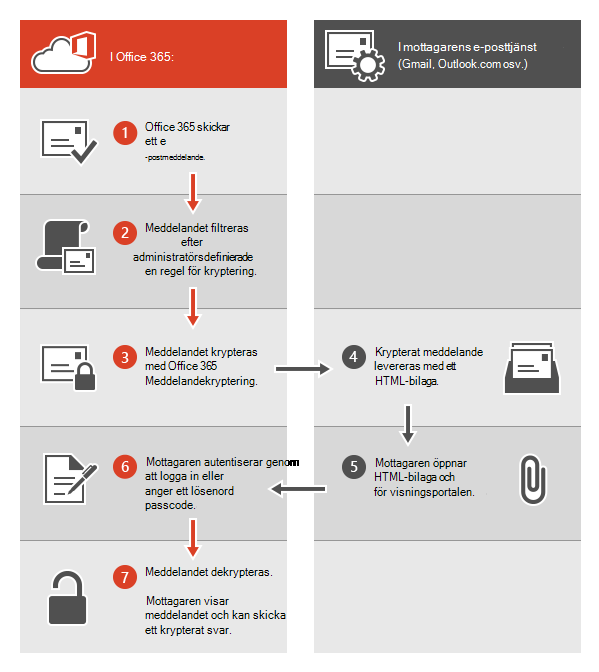 I Office 365:
I mottagarens e-posttjänst
(Gmail, Outlook.com osv.)
1
Office 365 skickar
ett e
-postmeddelande.
2
Meddelandet filtreras
efter
administratörsdefinierade
en regel för kryptering.
3
Meddelandet krypteras
med Office 365
Meddelandekryptering.
4
Krypterat meddelande
levereras med ett
HTML-bilaga.
5
Mottagaren öppnar
HTML-bilaga och
för visningsportalen.
6
Mottagaren autentiserar genom
att logga in eller
anger ett lösenord
passcode.
7
Meddelandet dekrypteras.
Mottagaren visar
meddelandet och kan skicka
ett krypterat svar.